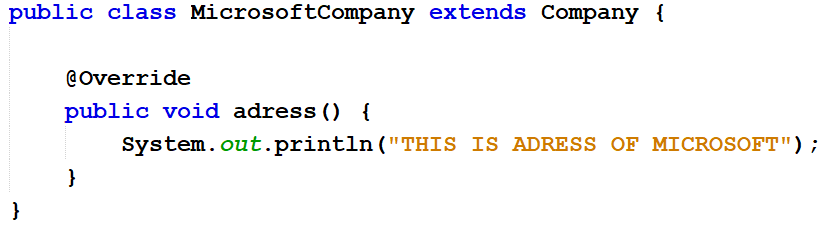 public class MicrosoftCompany extends Company {
@Override
public void adress() {
System.out.println("THIS IS ADRESS OF MICROSOFT");
}
}